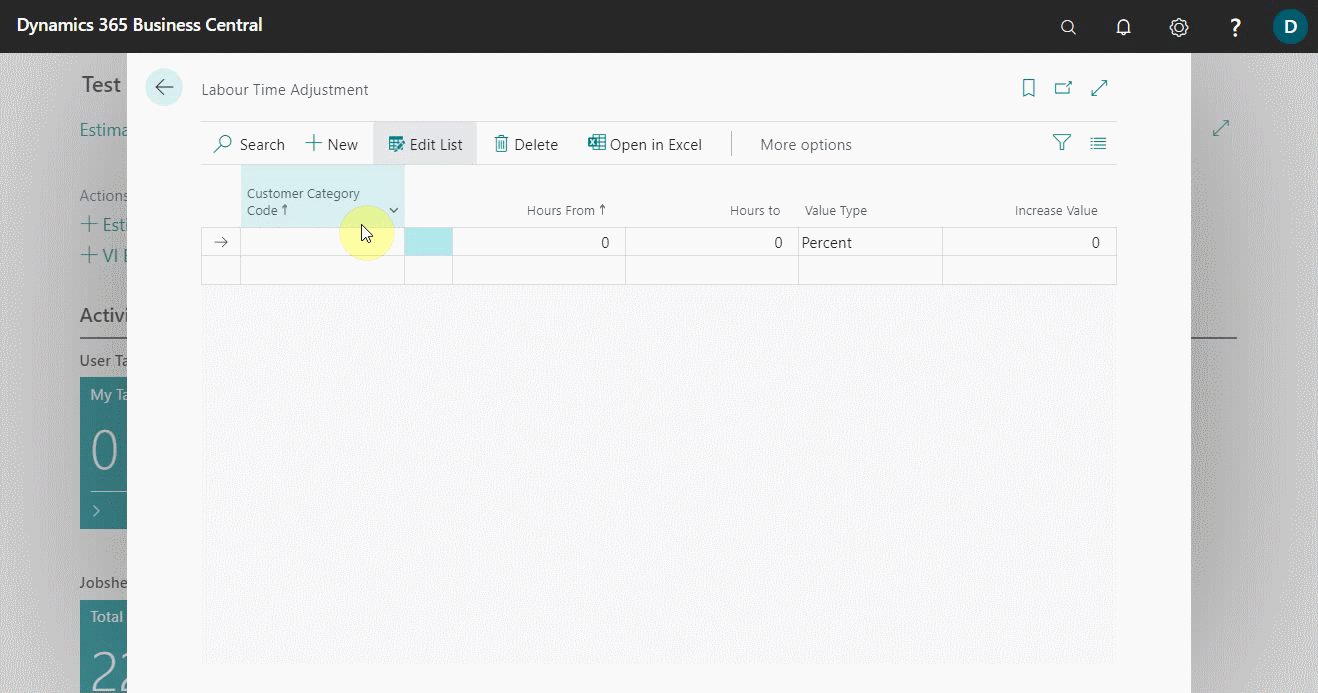 Dynamics 365 Business Central
?
D
Test
Estima
Labour Time Adjustment
Search
New
Edit List
Delete
Open in Excel
More options
Actions
Esti
VI E
Customer Category
Code ↑
Hours From ↑
Hours to
Value Type
Increase Value
0
0
Percent
0
Activi
User Ta
My Ta
0
Jobshe
Total
22